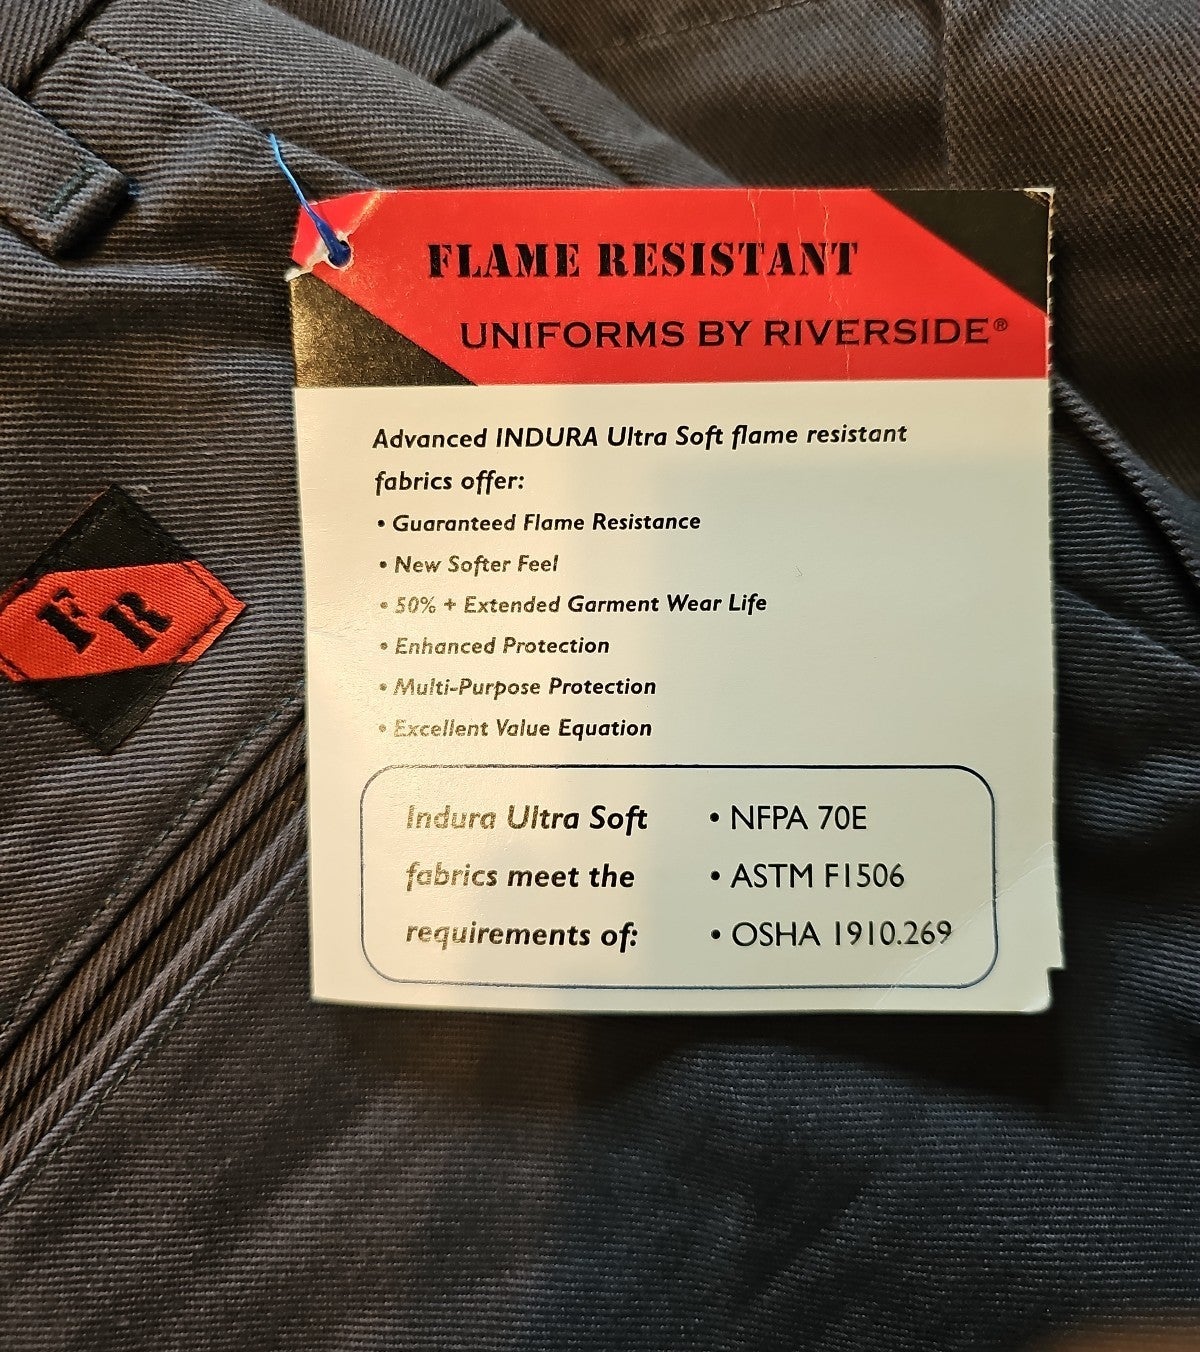 FLAME RESISTANT
UNIFORMS BY RIVERSIDE®
Advanced INDURA Ultra Soft flame resistant
fabrics offer:
• Guaranteed Flame Resistance
• New Softer Feel
• 50% + Extended Garment Wear Life
• Enhanced Protection
• Multi-Purpose Protection
• Excellent Value Equation
Indura Ultra Soft
fabrics meet the
requirements of:
• NFPA 70E
• ASTM F1506
• OSHA 1910.269
FR